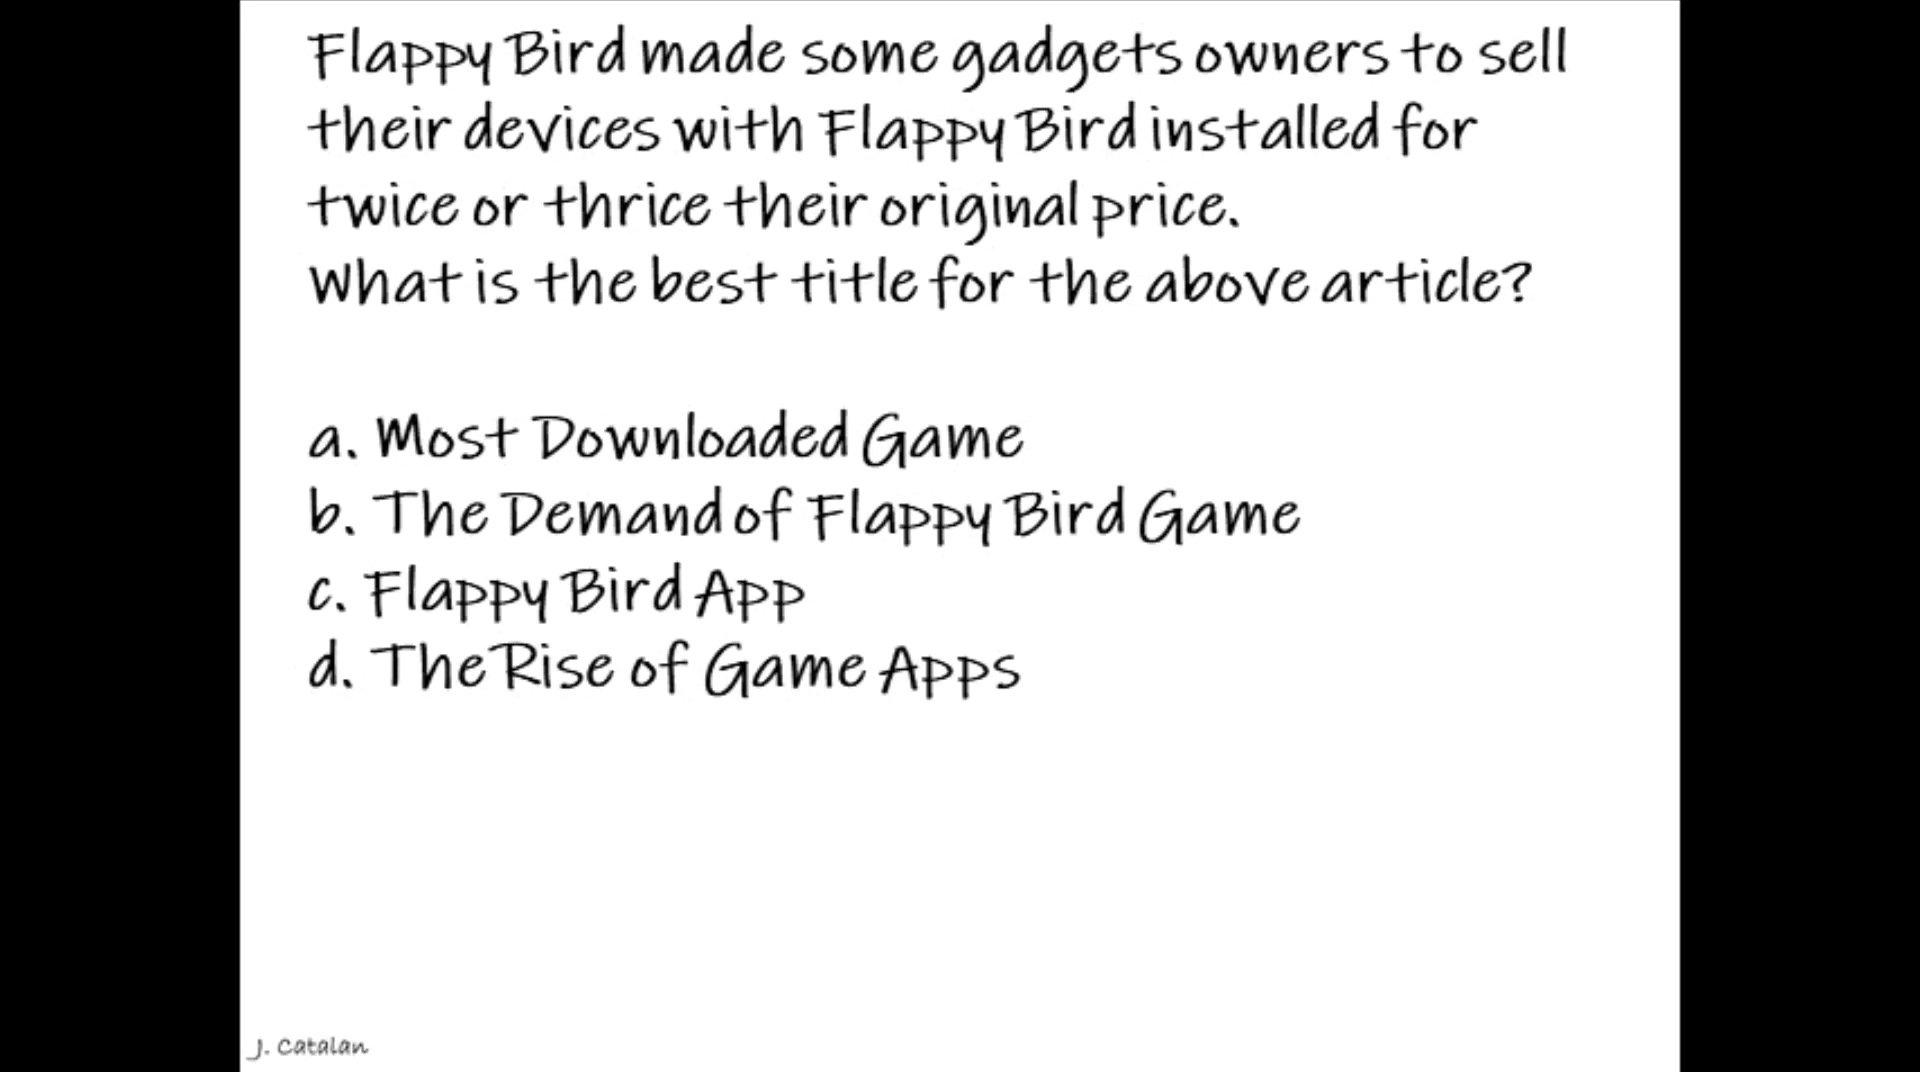 Flappy Bird made some gadgets owners to sell
their devices with Flappy Bird installed for
twice or thrice their original price.
What is the best title for the above article?
a. Most Downloaded Game
b. The Demand of Flappy Bird Game
c. Flappy Bird App
d. The Rise of Game Apps
J. Catalan